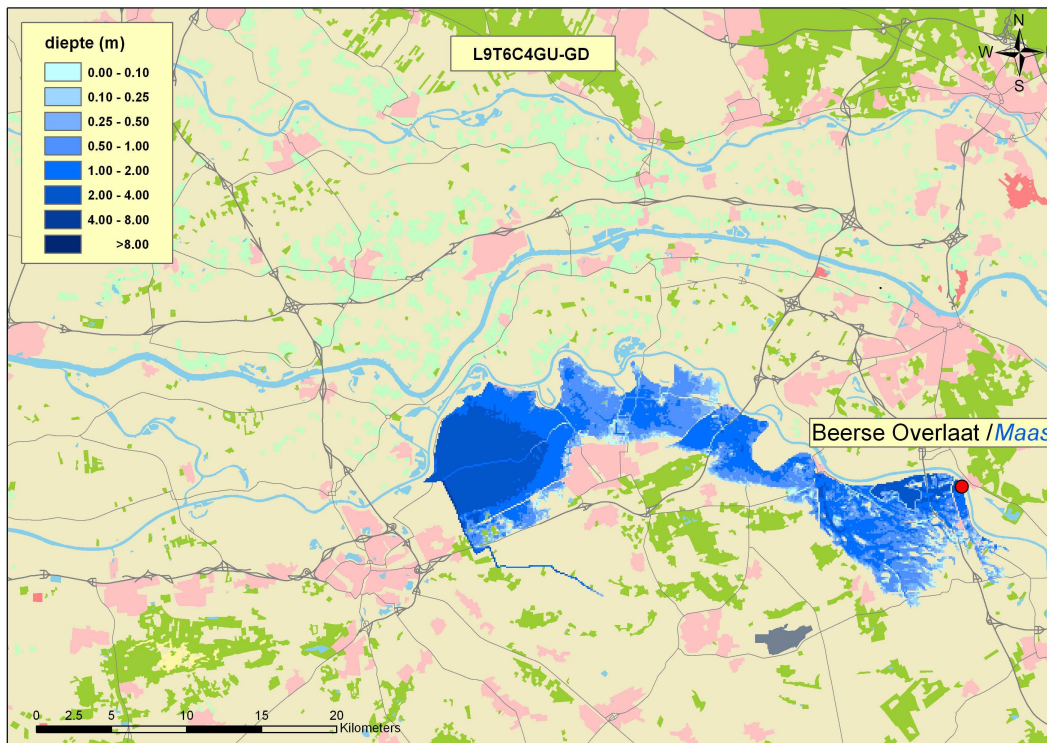 diepte (m)
0.00 - 0.10
0.10 - 0.25
0.25 - 0.50
0.50 - 1.00
1.00 - 2.00
2.00 - 4.00
4.00 - 8.00
>8.00
L9T6C4GU-GD
N
W E
S
Beerse Overlaat /Maas
0 2.5 5 10 15 20
Kilometers